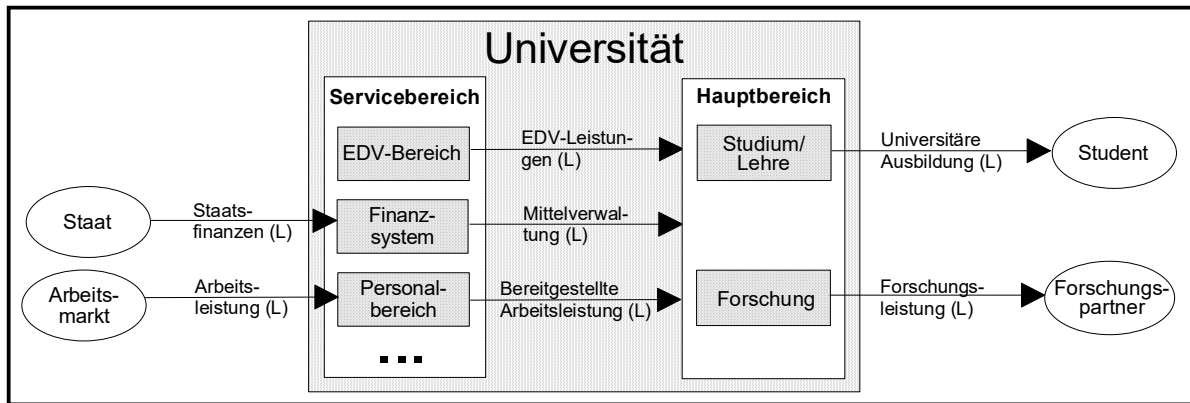 Universität
Servicebereich
Hauptbereich
EDV-Bereich
EDV-Leistun-
gen (L)
Studium/
Lehre
Universitäre
Ausbildung (L)
Student
Staat
Staats-
finanzen (L)
Finanz-
system
Mittelverwal-
tung (L)
Arbeits-
markt
Arbeits-
leistung (L)
Personal-
bereich
Bereitgestellte
Arbeitsleistung (L)
Forschung
Forschungs-
leistung (L)
Forschungs-
partner
...